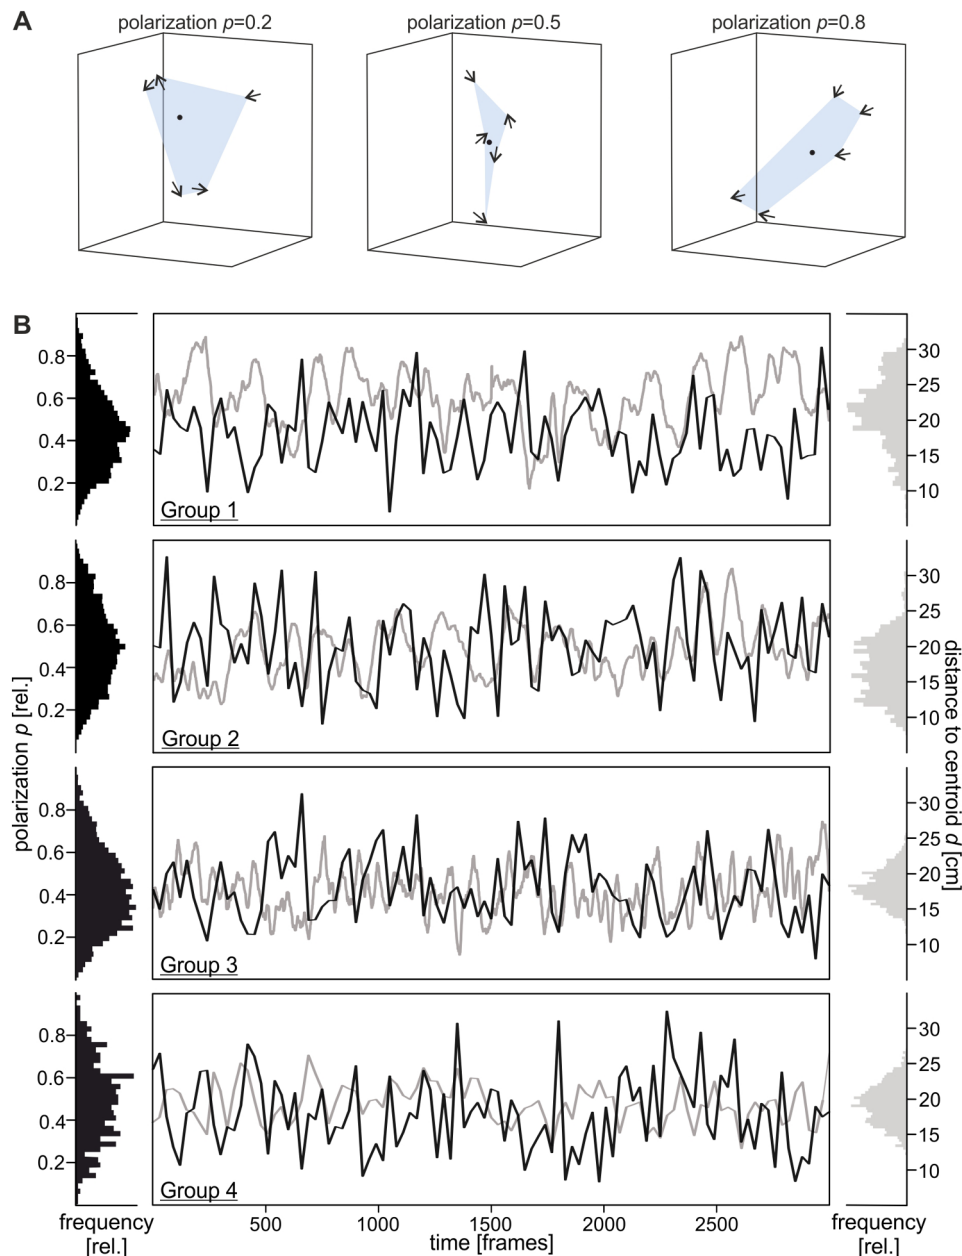 A
polarization p=0.2
polarization p=0.5
polarization p=0.8
B
0.8
0.6
0.4
0.2
Group 1
30
25
20
15
10
0.8
0.6
0.4
0.2
Group 2
30
25
20
15
10
polarization p [rel.]
distance to centroid d [cm]
0.8
0.6
0.4
0.2
Group 3
30
25
20
15
10
0.8
0.6
0.4
0.2
Group 4
30
25
20
15
10
frequency
[rel.]
500
1000
1500
2000
2500
time [frames]
frequency
[rel.]